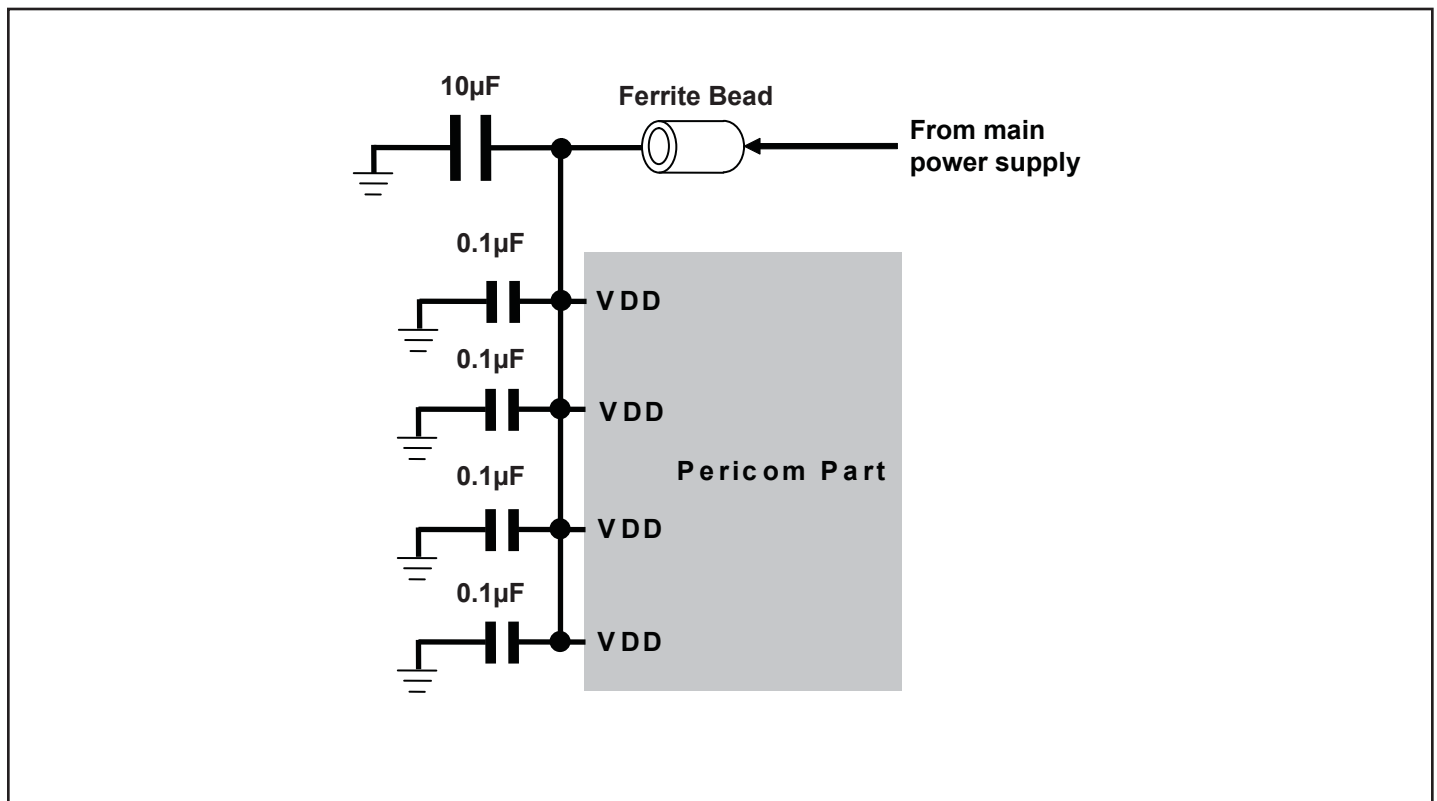 10µF
Ferrite Bead
From main
power supply
0.1µF
VDD
0.1µF
VDD
Pericom Part
0.1µF
VDD
0.1µF
VDD